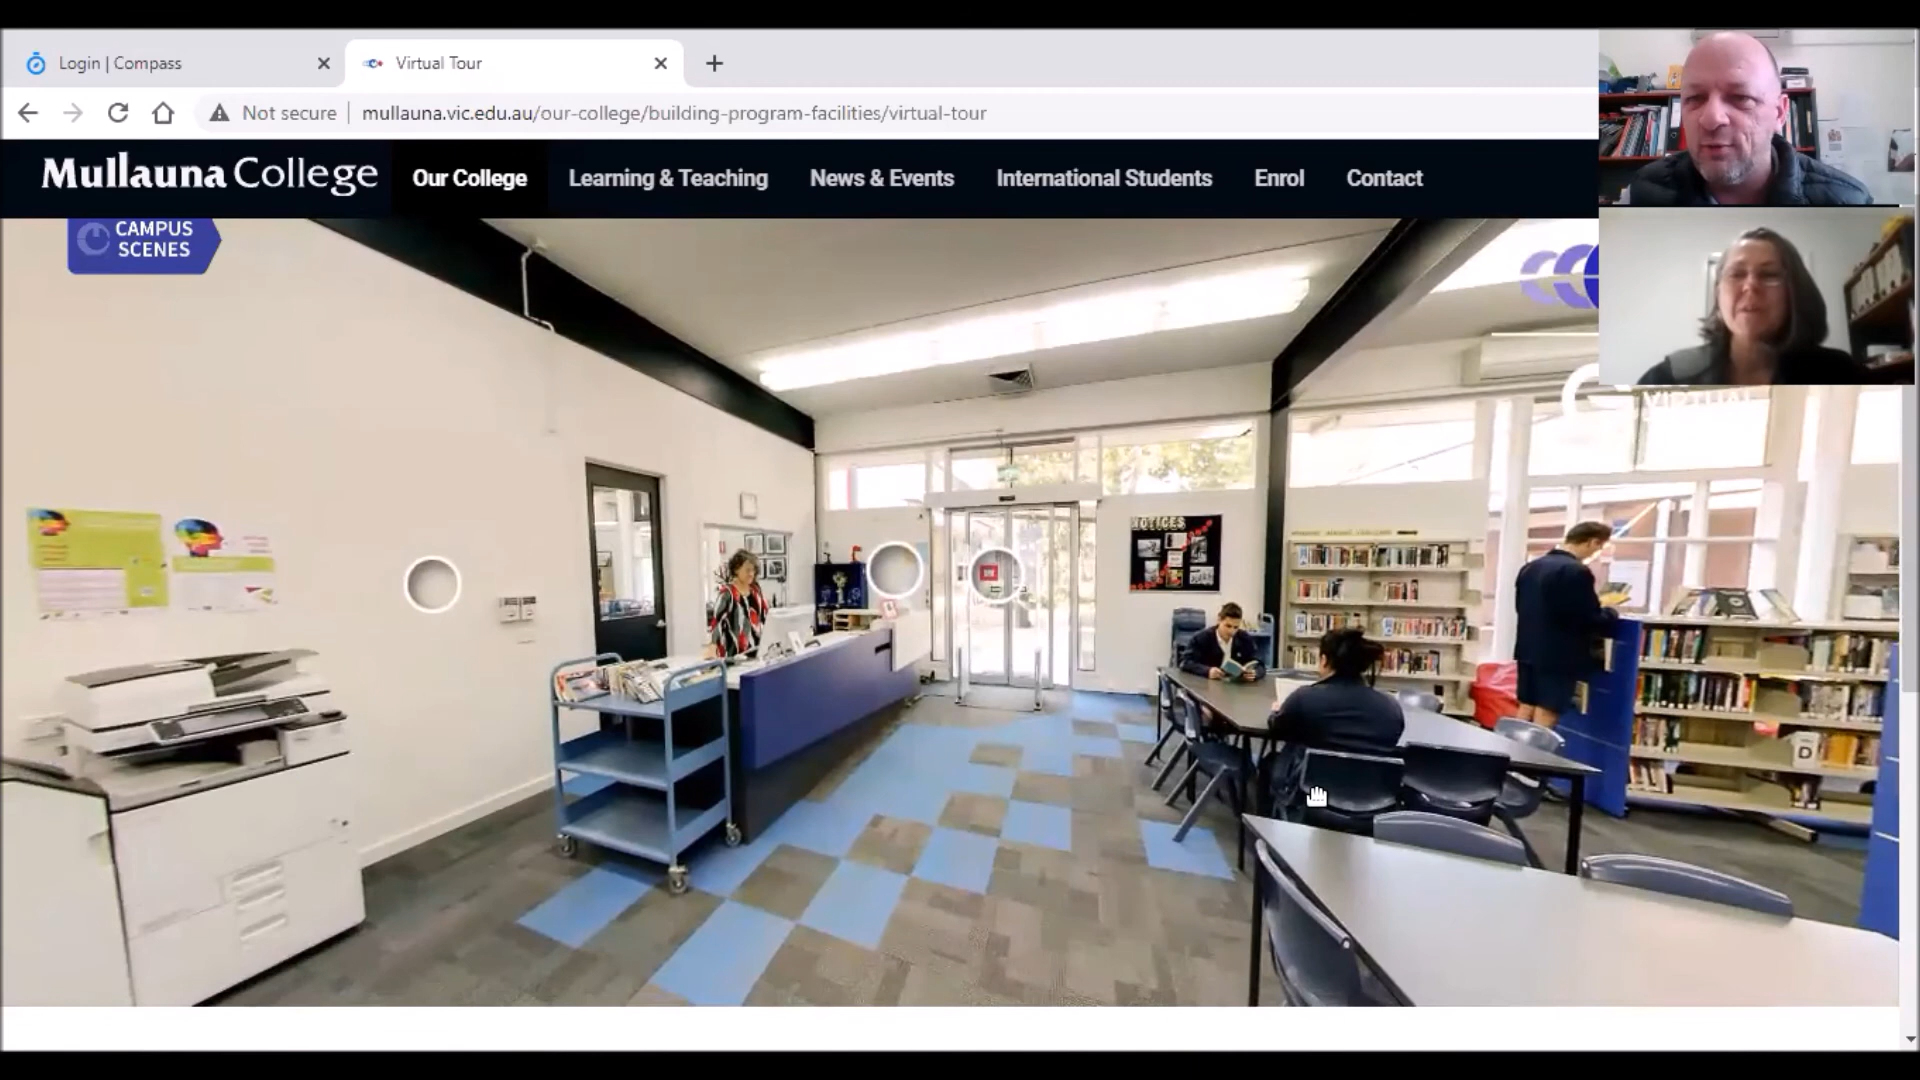 Login | Compass
Virtual Tour
Not secure
mullauna.vic.edu.au/our-college/building-program-facilities/virtual-tour
Mullauna College
Our College
Learning & Teaching
News & Events
International Students
Enrol
Contact
CAMPUS
SCENES
VIRTUAL
NOTICES
D